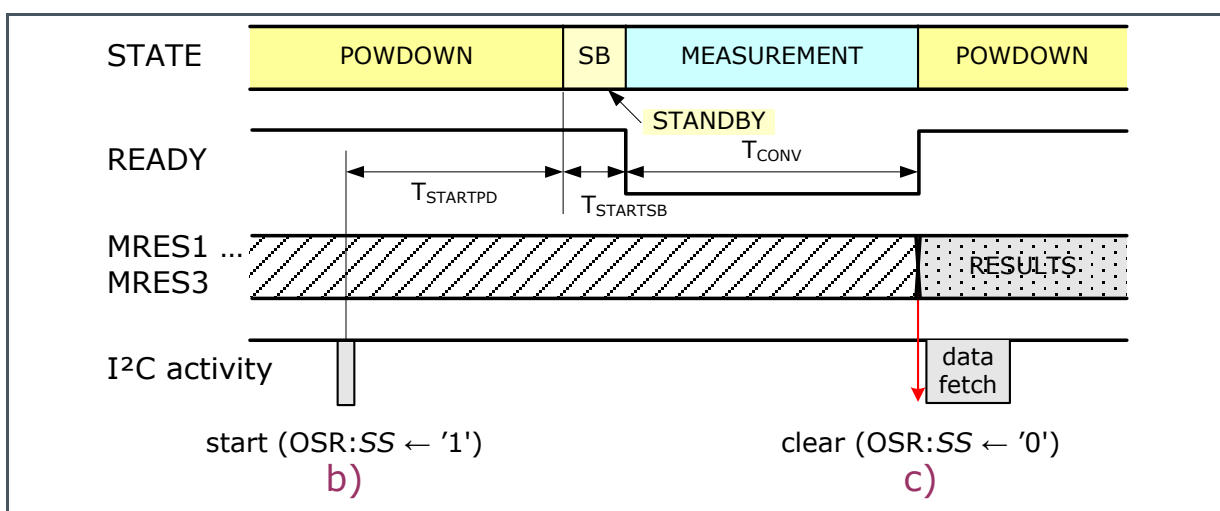 STATE
POWDOWN
SB
MEASUREMENT
POWDOWN
STANDBY
READY
TCONV
TSTARTPD
TSTARTSB
MRES1 ...
MRES3
RESULTS
I²C activity
data
fetch
start (OSR:SS ← '1')
clear (OSR:SS ← '0')
b)
c)